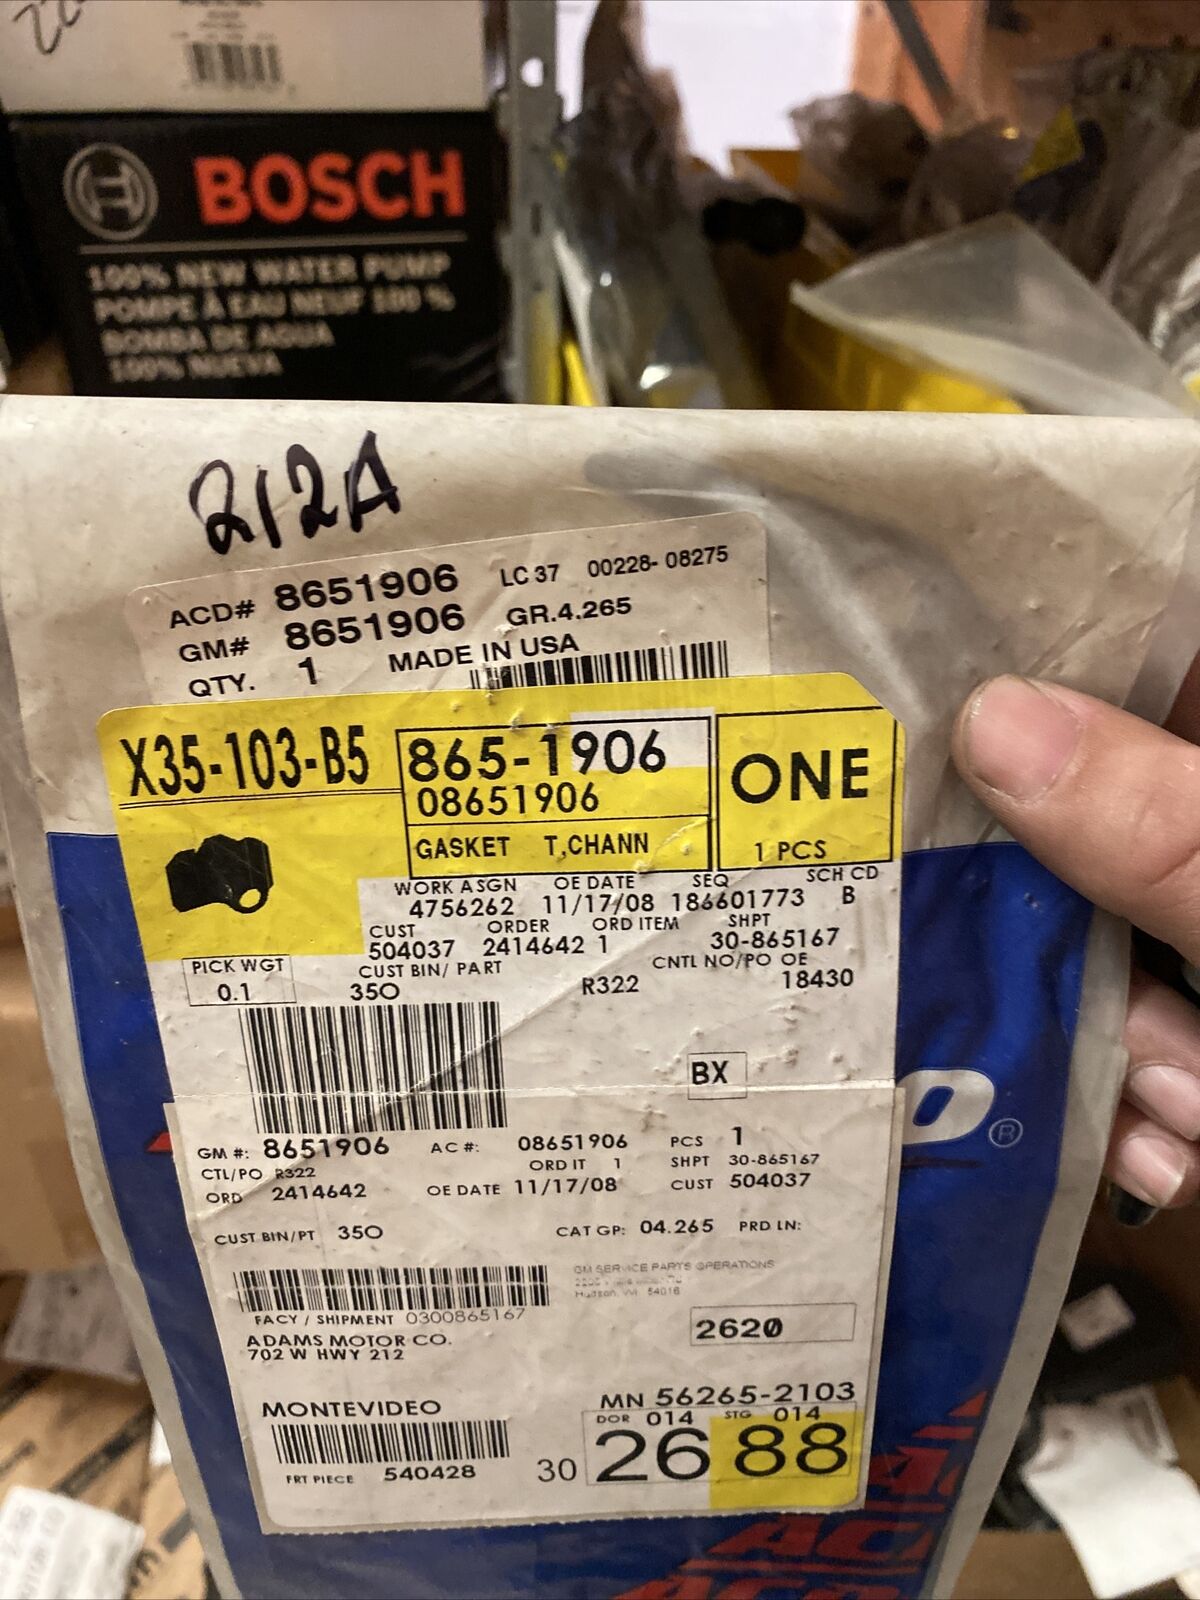 BOSCH
100% NEW WATER PUMP
POMPE À EAU NEUF 100 %
BOMBA DE AGUA
100% NUEVA
212A
ACD# 8651906 LC 37 00228-08275
GM# 8651906 GR.4.265
QTY. 1 MADE IN USA
X35-103-B5 865-1906 ONE
08651906
GASKET T,CHANN 1 PCS
WORK ASGN OE DATE SEQ SCH CD
4756262 11/17/08 186601773 B
CUST ORDER ORD ITEM SHPT
504037 2414642 1 30-865167
PICK WGT CUST BIN/ PART CNTL NO/PO OE
0.1 35O R322 18430
BX
GM #: 8651906 AC #: 08651906 PCS 1
CTL/PO R322 ORD IT 1 SHPT 30-865167
ORD 2414642 OE DATE 11/17/08 CUST 504037
CUST BIN/PT 35O CAT GP: 04.265 PRD LN:
GM SERVICE PARTS OPERATIONS
Hudson, WI 54016
FACY / SHIPMENT 0300865167
ADAMS MOTOR CO. 2620
702 W HWY 212
MONTEVIDEO MN 56265-2103
DOR 014 STG 014
FRT PIECE 540428 30 26 88